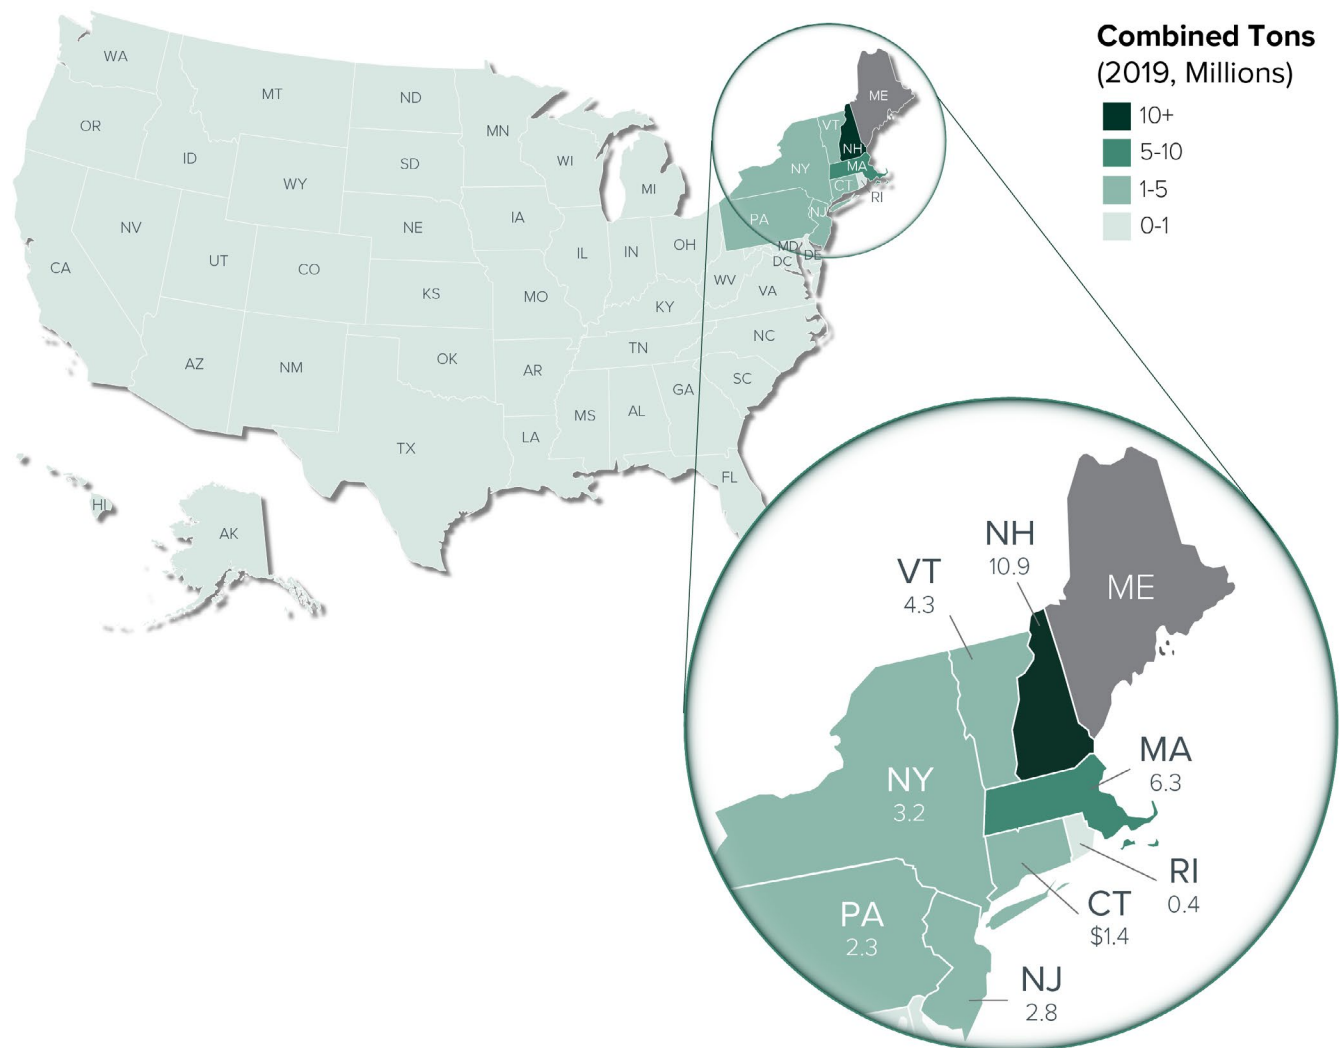 Combined Tons
(2019, Millions)
10+
5-10
1-5
0-1
WA
MT
ND
MN
OR
ID
SD
WI
MI
WY
NV
NE
IA
UT
CO
IL
IN
OH
CA
KS
MO
KY
WV
VA
AZ
NM
OK
AR
TN
NC
SC
MS
AL
GA
TX
LA
FL
HI
AK
ME
VT
NH
NY
MA
CT
RI
PA
NJ
MD
DE
DC
NH
10.9
VT
4.3
ME
MA
6.3
NY
3.2
RI
0.4
CT
$1.4
PA
2.3
NJ
2.8